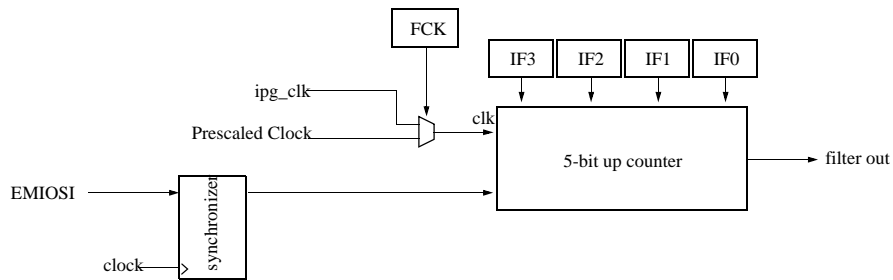 FCK
IF3 IF2 IF1 IF0
ipg_clk
clk
Prescaled Clock
5-bit up counter
filter out
EMIOSI
synchronizer
clock